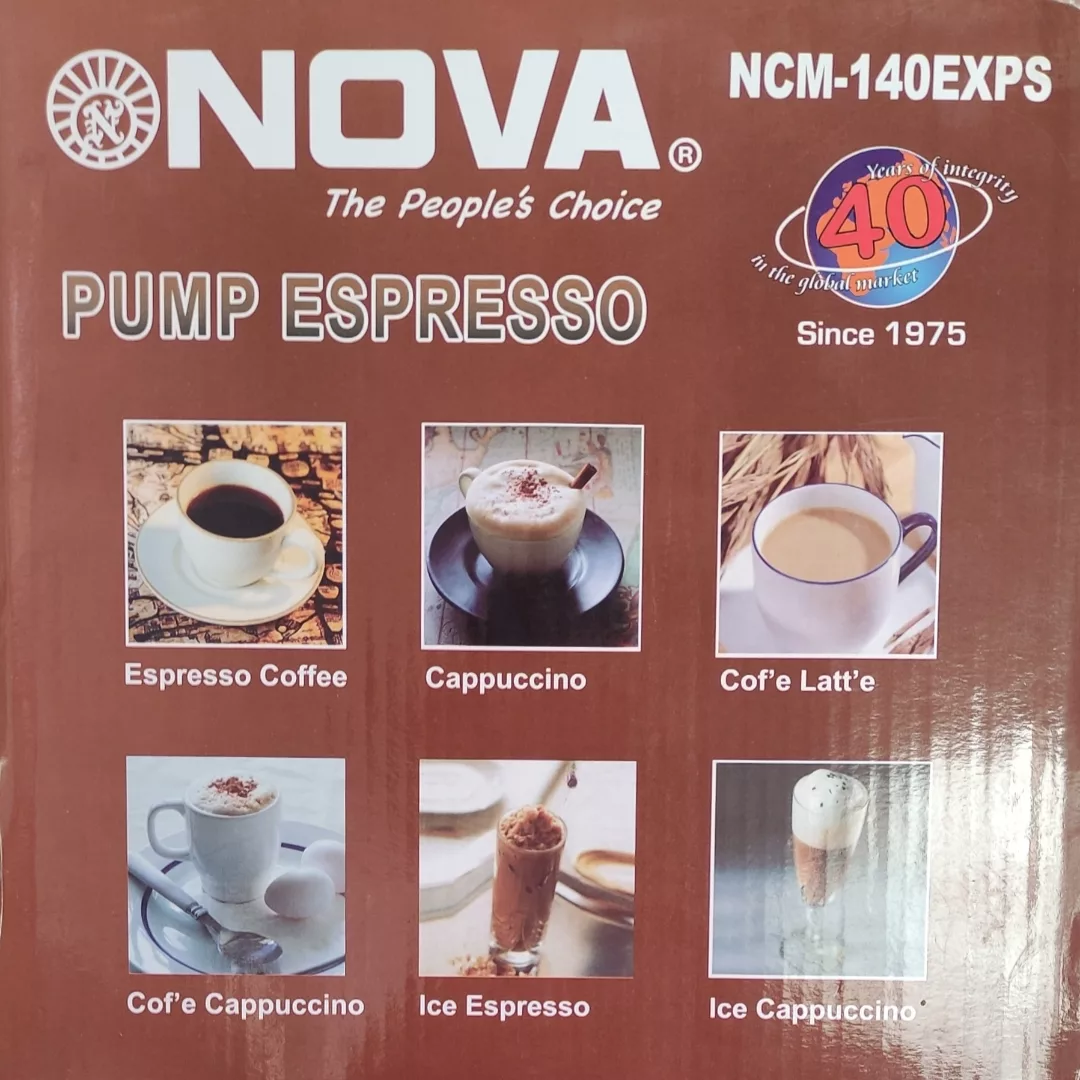 N NOVA®
NCM-140EXPS
The People's Choice
Years of integrity
40
in the global market
Since 1975
PUMP ESPRESSO
Espresso Coffee
Cappuccino
Cof'e Latt'e
Cof'e Cappuccino
Ice Espresso
Ice Cappuccino